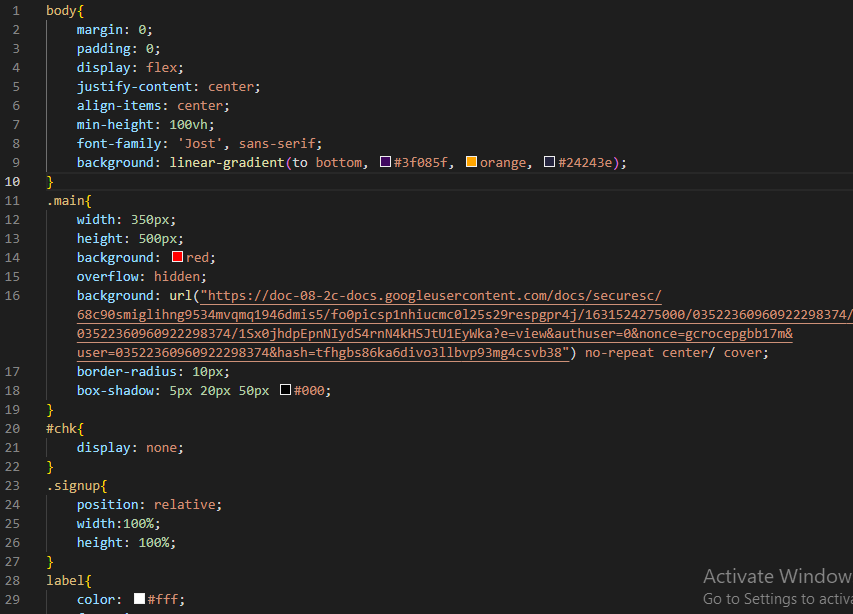 1 body{
2 margin: 0;
3 padding: 0;
4 display: flex;
5 justify-content: center;
6 align-items: center;
7 min-height: 100vh;
8 font-family: 'Jost', sans-serif;
9 background: linear-gradient(to bottom, #3f085f, orange, #24243e);
10 }
11 .main{
12 width: 350px;
13 height: 500px;
14 background: red;
15 overflow: hidden;
16 background: url("https://doc-08-2c-docs.googleusercontent.com/docs/securesc/
68c90smiglihng9534mvqmq1946dmis5/fo0picsp1nhiucmc0l25s29respgpr4j/1631524275000/03522360960922298374/
03522360960922298374/1Sx0jhdpEpnNIydS4rnN4kHSJtU1EyWka?e=view&authuser=0&nonce=gcrocepgbb17m&
user=03522360960922298374&hash=tfhgbs86ka6divo3llbvp93mg4csvb38") no-repeat center/ cover;
17 border-radius: 10px;
18 box-shadow: 5px 20px 50px #000;
19 }
20 #chk{
21 display: none;
22 }
23 .signup{
24 position: relative;
25 width:100%;
26 height: 100%;
27 }
28 label{
29 color: #fff;
Activate Window
Go to Settings to activa